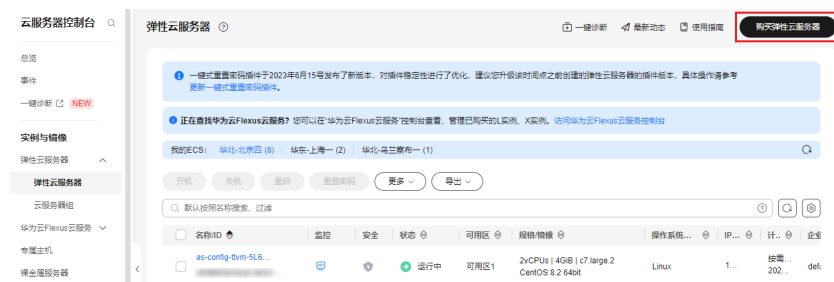 云服务器控制台
弹性云服务器
一键诊断
最新动态
使用指南
购买弹性云服务器
总览
事件
一键诊断 NEW
实例与镜像
弹性云服务器
弹性云服务器
云服务器组
华为云Flexus云服务
专属主机
裸金属服务器
一键式重置密码插件于2023年6月15号发布了新版本，对插件稳定性进行了优化，建议您升级该时间点之前创建的弹性云服务器的插件版本，具体操作请参考
更新一键式重置密码插件。
正在查找华为云Flexus云服务？您可以在“华为云Flexus云服务”控制台查看、管理已购买的L实例、X实例。访问华为云Flexus云服务控制台
我的ECS： 华北-北京四 (8) 华东-上海一 (2) 华北-乌兰察布一 (1)
开机 关机 重启 重置密码 更多 导出
默认按照名称搜索、过滤
名称/ID 监控 安全 状态 可用区 规格/镜像 操作系统... IP... 计... 企业
as-config-ttvm-5L6... 运行中 可用区1 2vCPUs | 4GiB | c7.large.2 Linux 1... 按需... defa
CentOS 8.2 64bit 202...